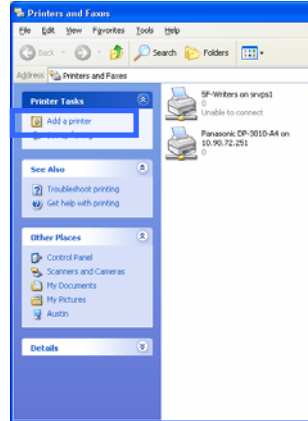 Printers and Faxes
File Edit View Favorites Tools Help
Back Search Folders
Address Printers and Faxes
Printer Tasks
Add a printer
See Also
Troubleshoot printing
Get help with printing
Other Places
Control Panel
Scanners and Cameras
My Documents
My Pictures
Austin
Details
SF-Writers on srvps1
0
Unable to connect
Panasonic DP-3010-A4 on
10.90.72.251
0